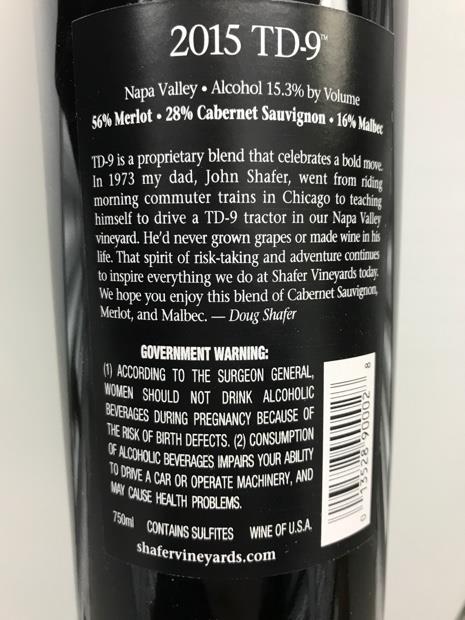 2015 TD-9™
Napa Valley • Alcohol 15.3% by Volume
56% Merlot • 28% Cabernet Sauvignon • 16% Malbec
TD-9 is a proprietary blend that celebrates a bold move.
In 1973 my dad, John Shafer, went from riding
morning commuter trains in Chicago to teaching
himself to drive a TD-9 tractor in our Napa Valley
vineyard. He'd never grown grapes or made wine in his
life. That spirit of risk-taking and adventure continues
to inspire everything we do at Shafer Vineyards today.
We hope you enjoy this blend of Cabernet Sauvignon,
Merlot, and Malbec. — Doug Shafer
GOVERNMENT WARNING:
(1) ACCORDING TO THE SURGEON GENERAL,
WOMEN SHOULD NOT DRINK ALCOHOLIC
BEVERAGES DURING PREGNANCY BECAUSE OF
THE RISK OF BIRTH DEFECTS. (2) CONSUMPTION
OF ALCOHOLIC BEVERAGES IMPAIRS YOUR ABILITY
TO DRIVE A CAR OR OPERATE MACHINERY, AND
MAY CAUSE HEALTH PROBLEMS.
750ml CONTAINS SULFITES WINE OF U.S.A.
shafervineyards.com
0 13528 90002 8